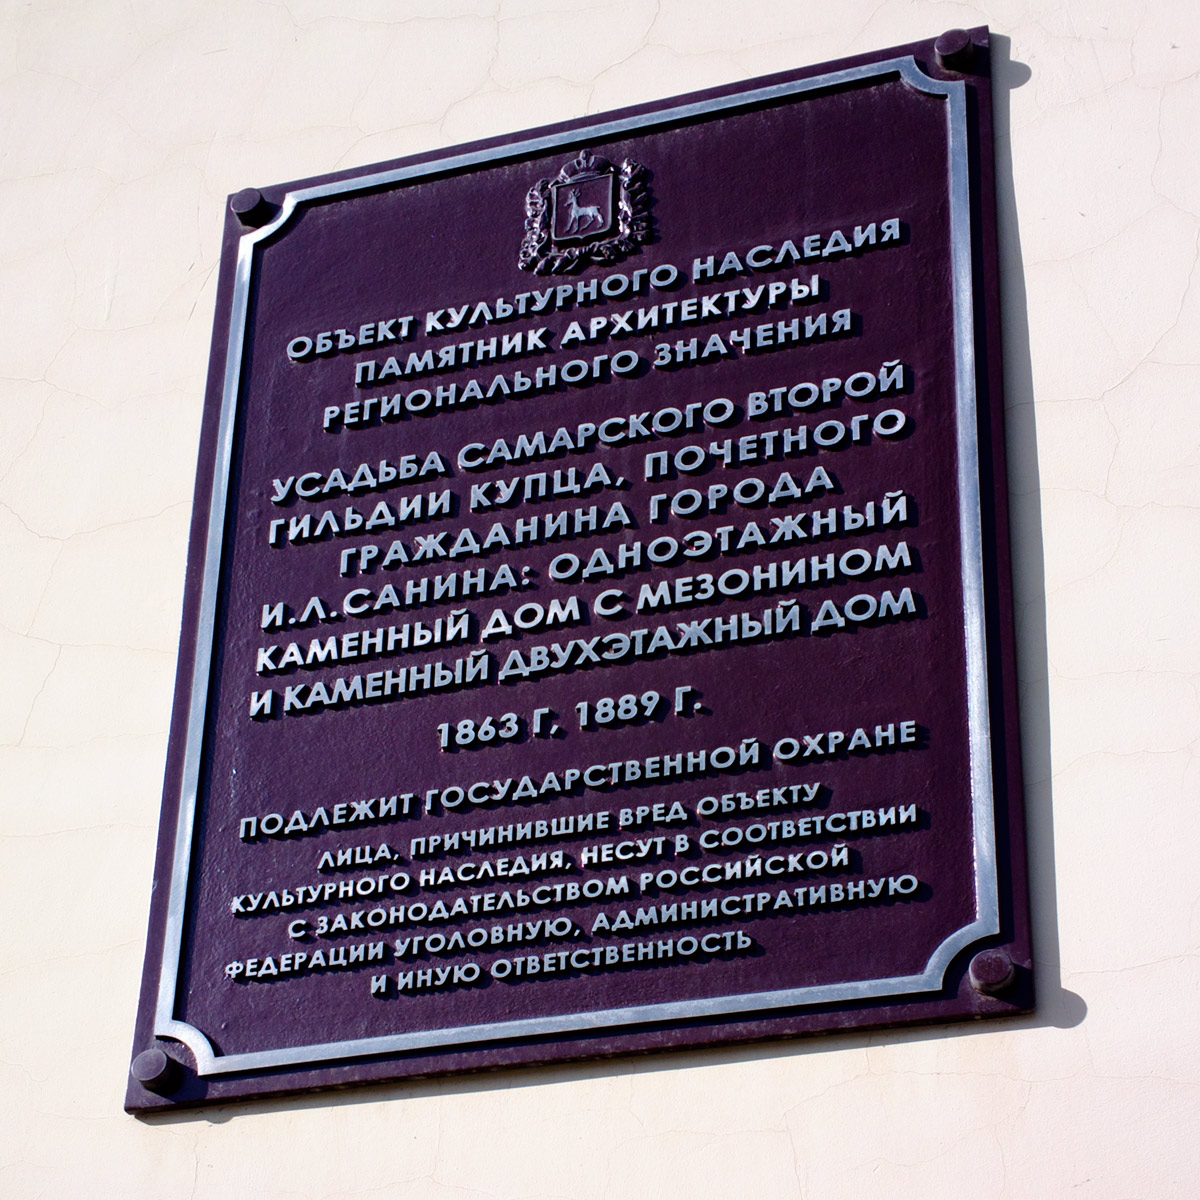 ОБЪЕКТ КУЛЬТУРНОГО НАСЛЕДИЯ
ПАМЯТНИК АРХИТЕКТУРЫ
РЕГИОНАЛЬНОГО ЗНАЧЕНИЯ
УСАДЬБА САМАРСКОГО ВТОРОЙ
ГИЛЬДИИ КУПЦА, ПОЧЕТНОГО
ГРАЖДАНИНА ГОРОДА
И.Л.САНИНА: ОДНОЭТАЖНЫЙ
КАМЕННЫЙ ДОМ С МЕЗОНИНОМ
И КАМЕННЫЙ ДВУХЭТАЖНЫЙ ДОМ
1863 Г, 1889 Г.
ПОДЛЕЖИТ ГОСУДАРСТВЕННОЙ ОХРАНЕ
ЛИЦА, ПРИЧИНИВШИЕ ВРЕД ОБЪЕКТУ
КУЛЬТУРНОГО НАСЛЕДИЯ, НЕСУТ В СООТВЕТСТВИИ
С ЗАКОНОДАТЕЛЬСТВОМ РОССИЙСКОЙ
ФЕДЕРАЦИИ УГОЛОВНУЮ, АДМИНИСТРАТИВНУЮ
И ИНУЮ ОТВЕТСТВЕННОСТЬ